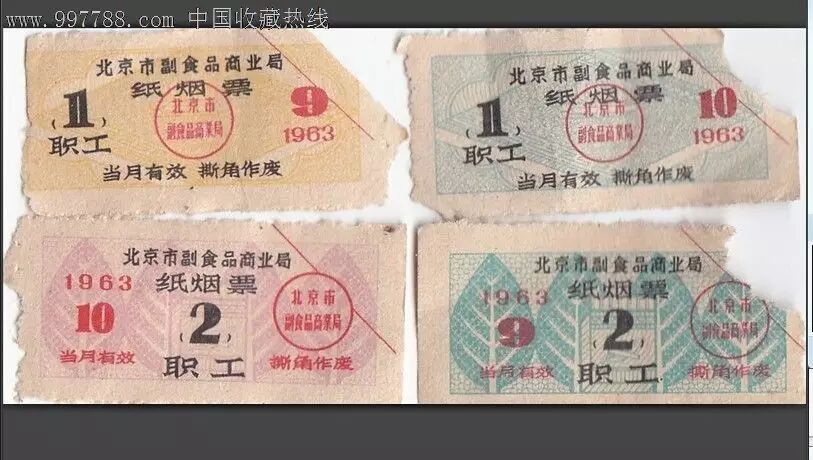 www.997788.com 中国收藏热线
北京市副食品商业局
纸烟票
(1)
职工
北京市
副食品商業局
9
1963
当月有效 撕角作废
北京市副食品商业局
纸烟票
(1)
职工
北京市
副食品商業局
10
1963
当月有效 撕角作废
北京市副食品商业局
1963
纸烟票
10
(2)
北京市
副食品商業局
当月有效
职工
撕角作废
北京市副食品商业局
1963
纸烟票
9
(2)
北京市
副食品商業局
当月有效
职工
撕角作废